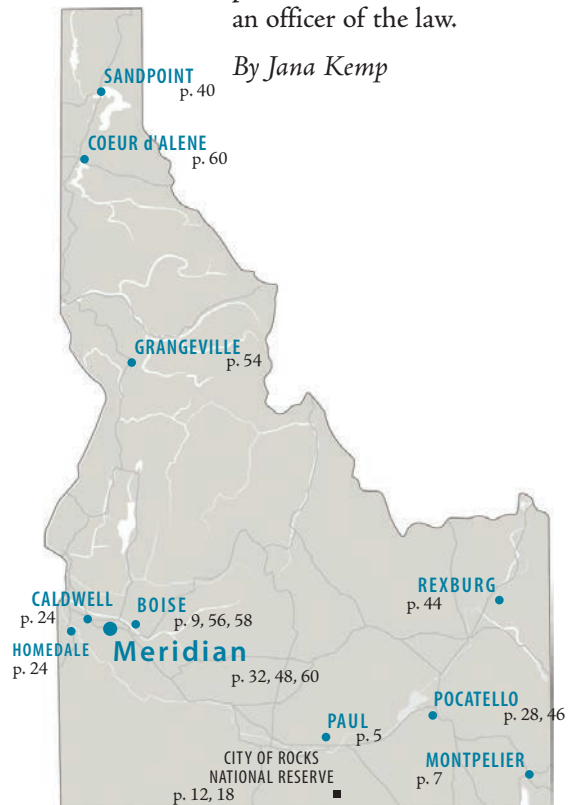 an officer of the law.
By Jana Kemp
SANDPOINT
p. 40
COEUR d'ALENE
p. 60
GRANGEVILLE
p. 54
REXBURG
p. 44
CALDWELL
p. 24
BOISE
p. 9, 56, 58
HOMEDALE
p. 24
Meridian
p. 32, 48, 60
POCATELLO
p. 28, 46
PAUL
p. 5
CITY OF ROCKS
NATIONAL RESERVE
p. 12, 18
MONTPELIER
p. 7